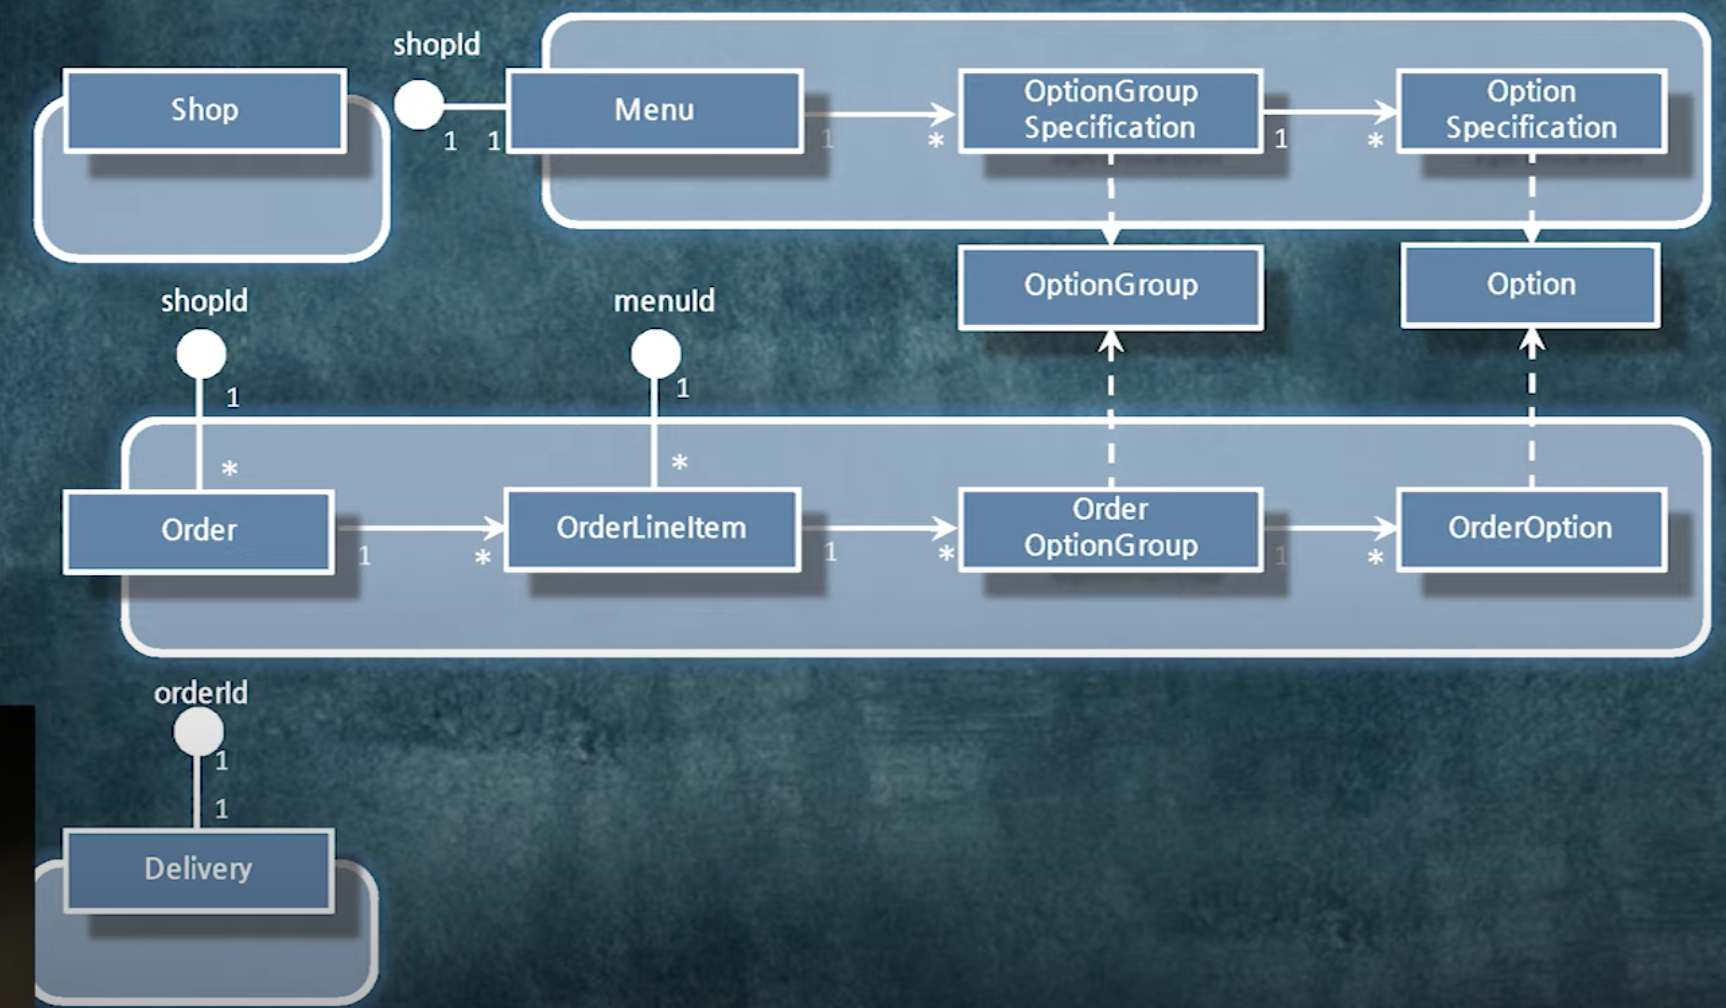 shopId
Shop
1
1
Menu
1
*
OptionGroup
Specification
1
*
Option
Specification
OptionGroup
Option
shopId
1
*
menuId
1
*
Order
1
*
OrderLineItem
1
*
Order
OptionGroup
1
*
OrderOption
orderId
1
1
Delivery